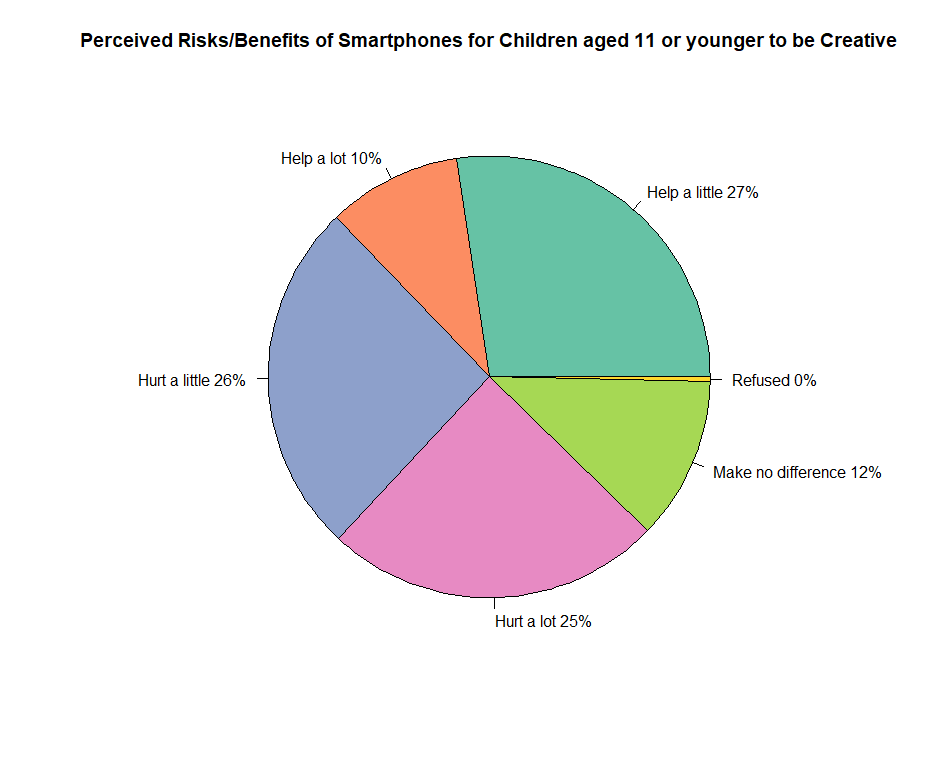 Perceived Risks/Benefits of Smartphones for Children aged 11 or younger to be Creative
Help a lot 10%
Help a little 27%
Hurt a little 26%
Refused 0%
Make no difference 12%
Hurt a lot 25%